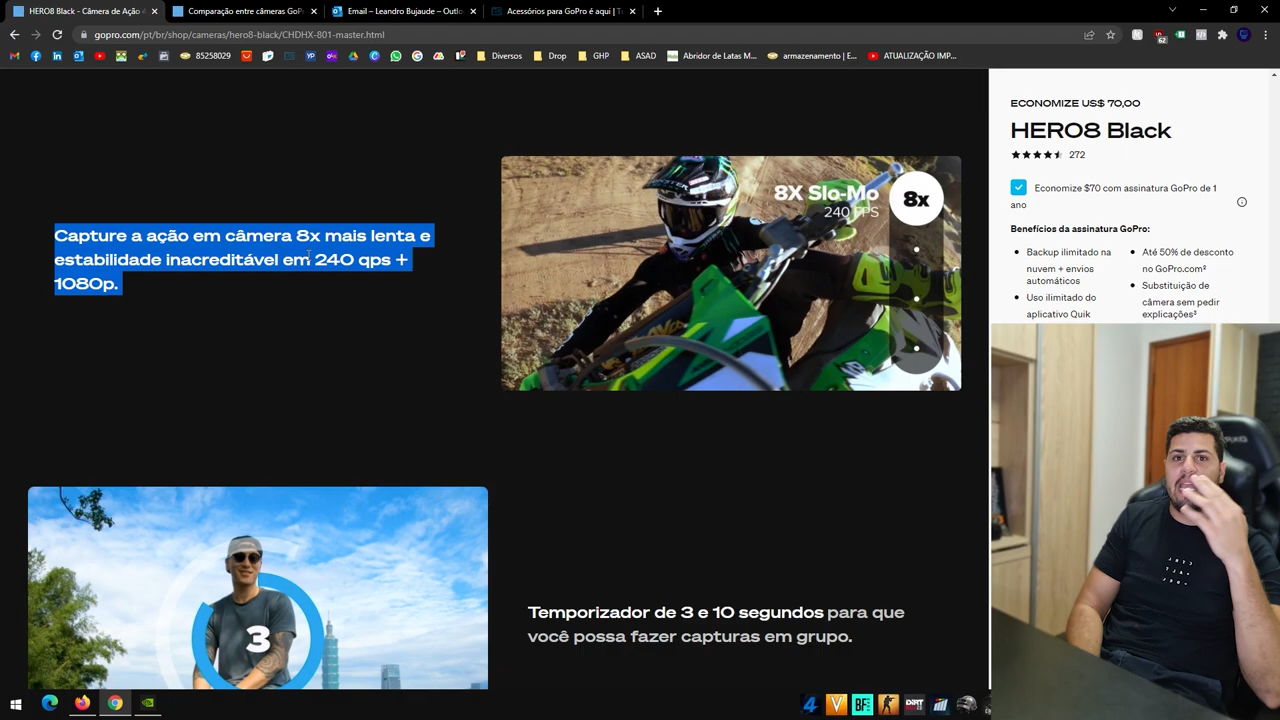 HERO8 Black - Câmera de Ação 4
Comparação entre câmeras GoP
Email – Leandro Bujaude – Outlo
Acessórios para GoPro é aqui | T
gopro.com/pt/br/shop/cameras/hero8-black/CHDHX-801-master.html
85258029
Diversos
Drop
GHP
ASAD
Abridor de Latas M...
armazenamento | E...
ATUALIZAÇÃO IMP...
ECONOMIZE US$ 70,00
HERO8 Black
272
Economize $70 com assinatura GoPro de 1
ano
Benefícios da assinatura GoPro:
Backup ilimitado na
nuvem + envios
automáticos
Uso ilimitado do
aplicativo Quik
Até 50% de desconto
no GoPro.com²
Substituição de
câmera sem pedir
explicações³
Capture a ação em câmera 8x mais lenta e
estabilidade inacreditável em 240 qps +
1080p.
8X Slo-Mo
240 FPS
8x
3
Temporizador de 3 e 10 segundos para que
você possa fazer capturas em grupo.